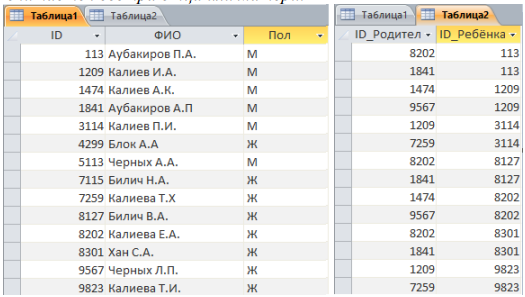 Таблица1 Таблица2
ID ФИО Пол
113 Аубакиров П.А. М
1209 Калиев И.А. М
1474 Калиев А.К. М
1841 Аубакиров А.П М
3114 Калиев П.И. М
4299 Блок А.А Ж
5113 Черных А.А. М
7115 Билич Н.А. Ж
7259 Калиева Т.Х Ж
8127 Билич В.А. Ж
8202 Калиева Е.А. Ж
8301 Хан С.А. Ж
9567 Черных Л.П. Ж
9823 Калиева Т.И. Ж
Таблица1 Таблица2
ID_Родител ID_Ребёнка
8202 113
1841 113
1474 1209
9567 1209
1209 3114
7259 3114
8202 8127
1841 8127
1474 8202
9567 8202
8202 8301
1841 8301
1209 9823
7259 9823